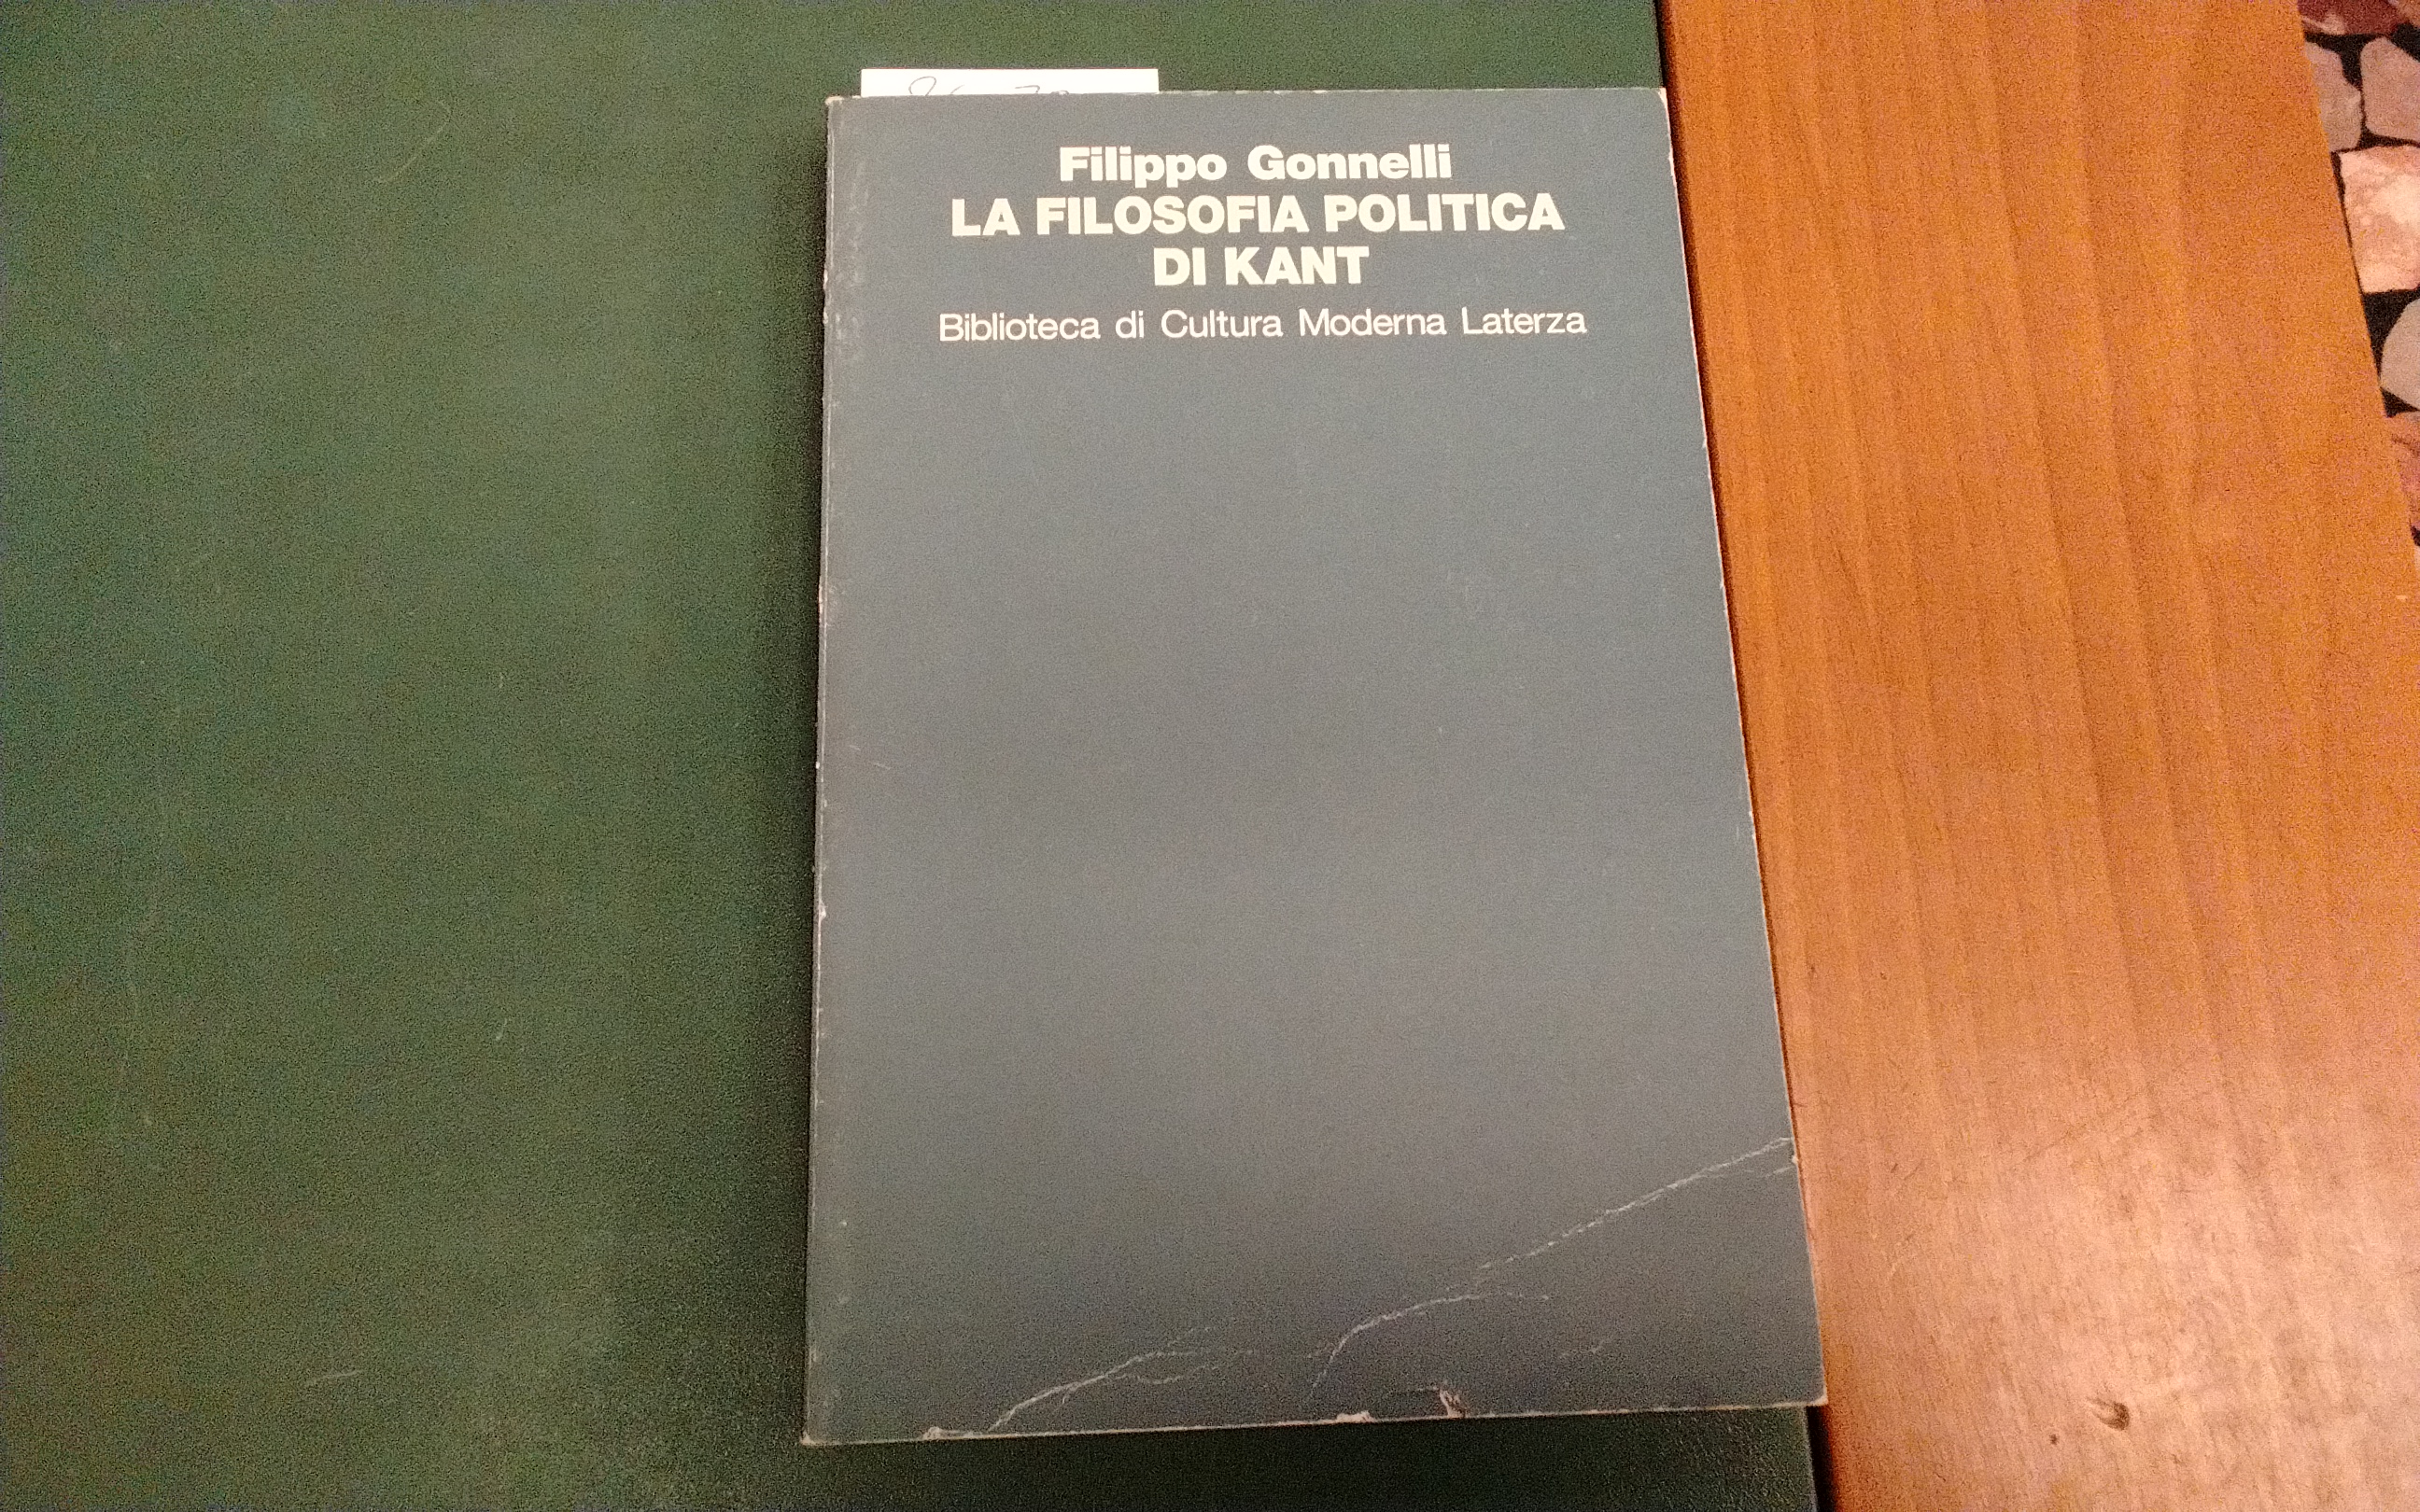 Filippo Gonnelli
LA FILOSOFIA POLITICA
DI KANT
Biblioteca di Cultura Moderna Laterza